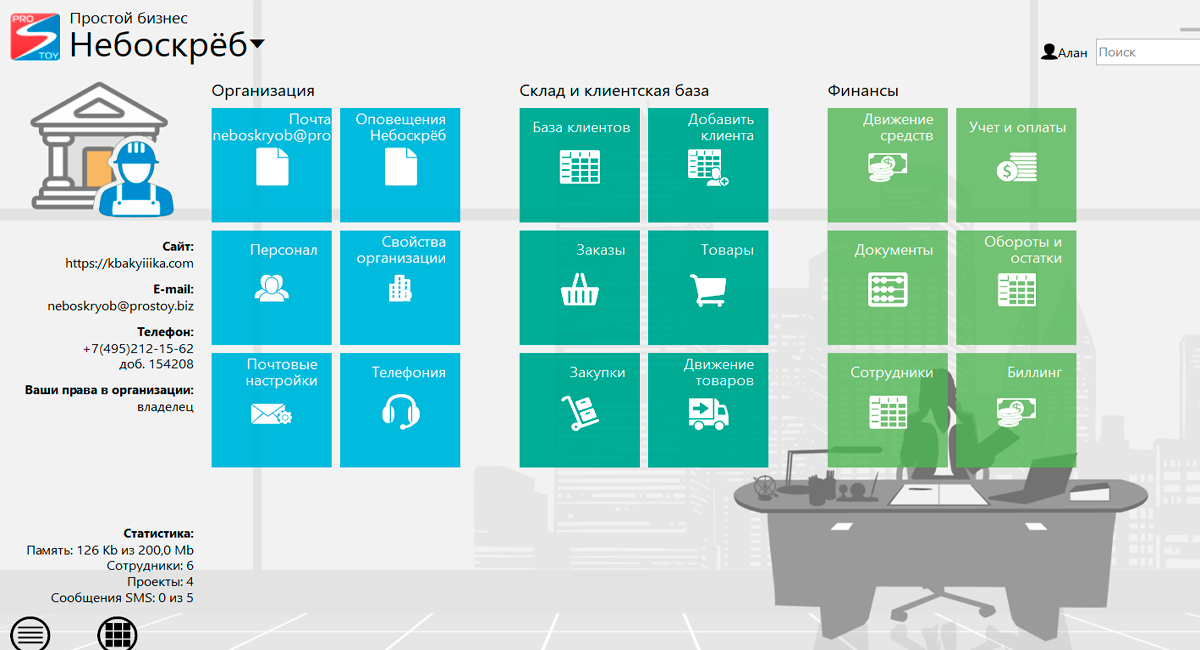 PRO
TOY
Простой бизнес
Небоскрёб
Алан
Поиск
Организация
Почта
neboskryob@pro
Оповещения
Небоскрёб
Персонал
Свойства
организации
Почтовые
настройки
Телефония
Склад и клиентская база
База клиентов
Добавить
клиента
Заказы
Товары
Закупки
Движение
товаров
Финансы
Движение
средств
Учет и оплаты
Документы
Обороты и
остатки
Сотрудники
Биллинг
Сайт:
https://kbakyiiika.com
E-mail:
neboskryob@prostoy.biz
Телефон:
+7(495)212-15-62
доб. 154208
Ваши права в организации:
владелец
Статистика:
Память: 126 Kb из 200,0 Mb
Сотрудники: 6
Проекты: 4
Сообщения SMS: 0 из 5